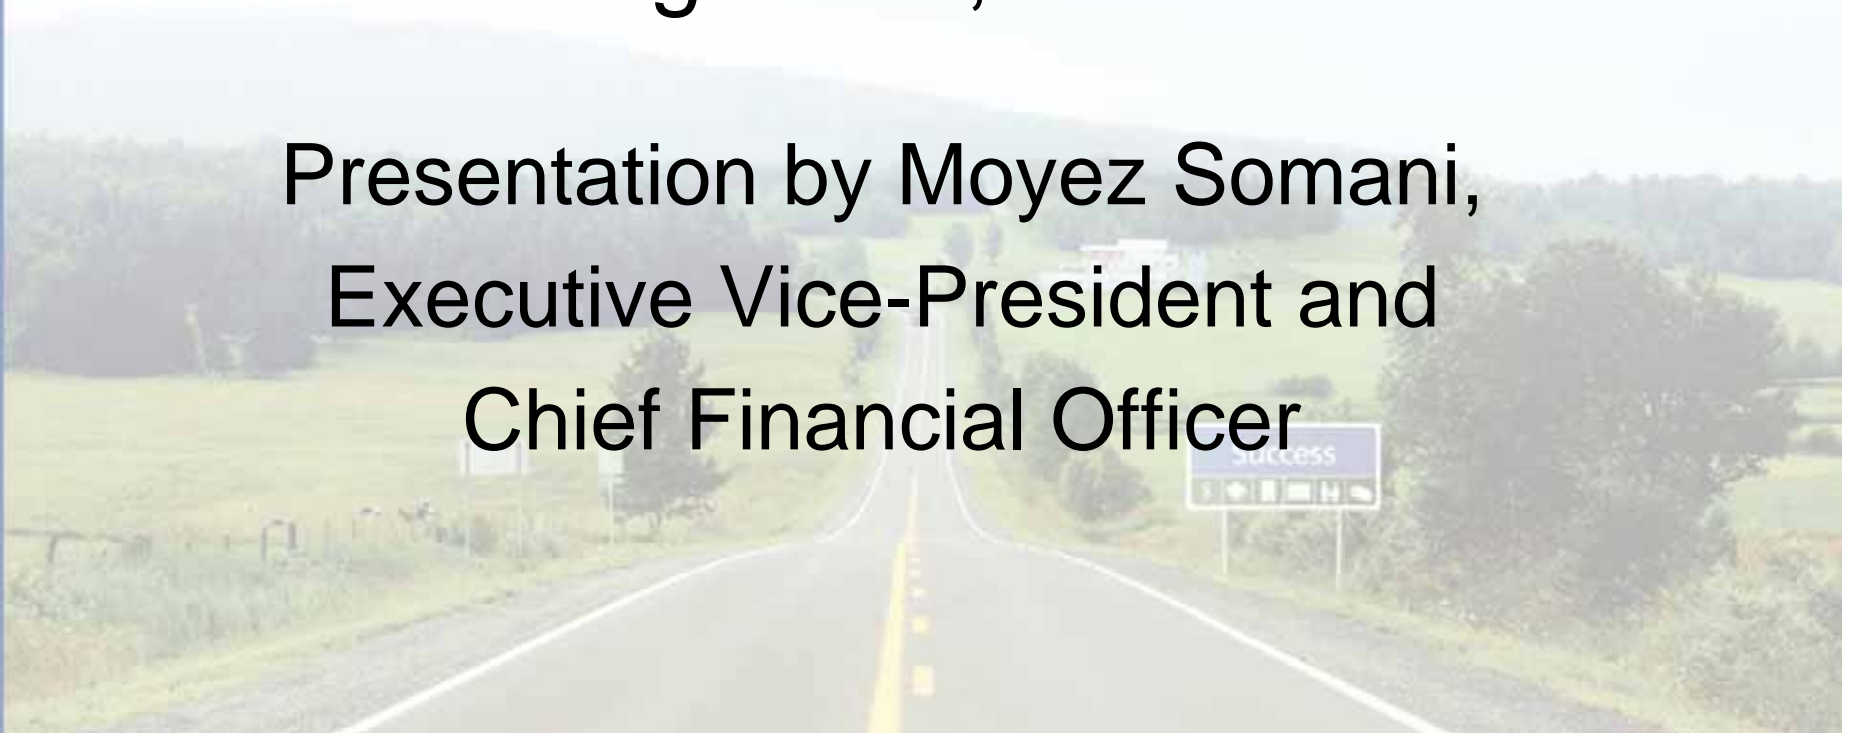 Presentation by Moyez Somani,
Executive Vice-President and
Chief Financial Officer
Success